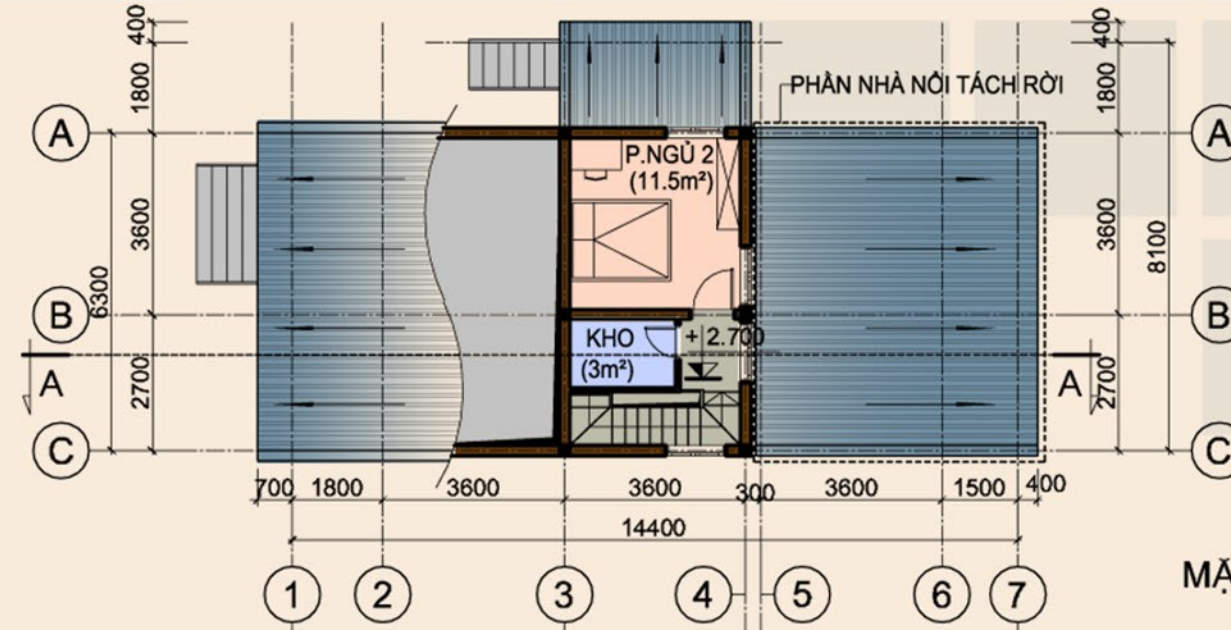 400
400
1800
1800
PHẦN NHÀ NỔI TÁCH RỜI
A
A
P.NGỦ 2
(11.5m²)
3600
3600
6300
8100
B
B
KHO
(3m²)
+ 2.700
A
A
2700
2700
C
C
700 1800 3600 3600 300 3600 1500 400
14400
1 2 3 4 5 6 7
MẶ